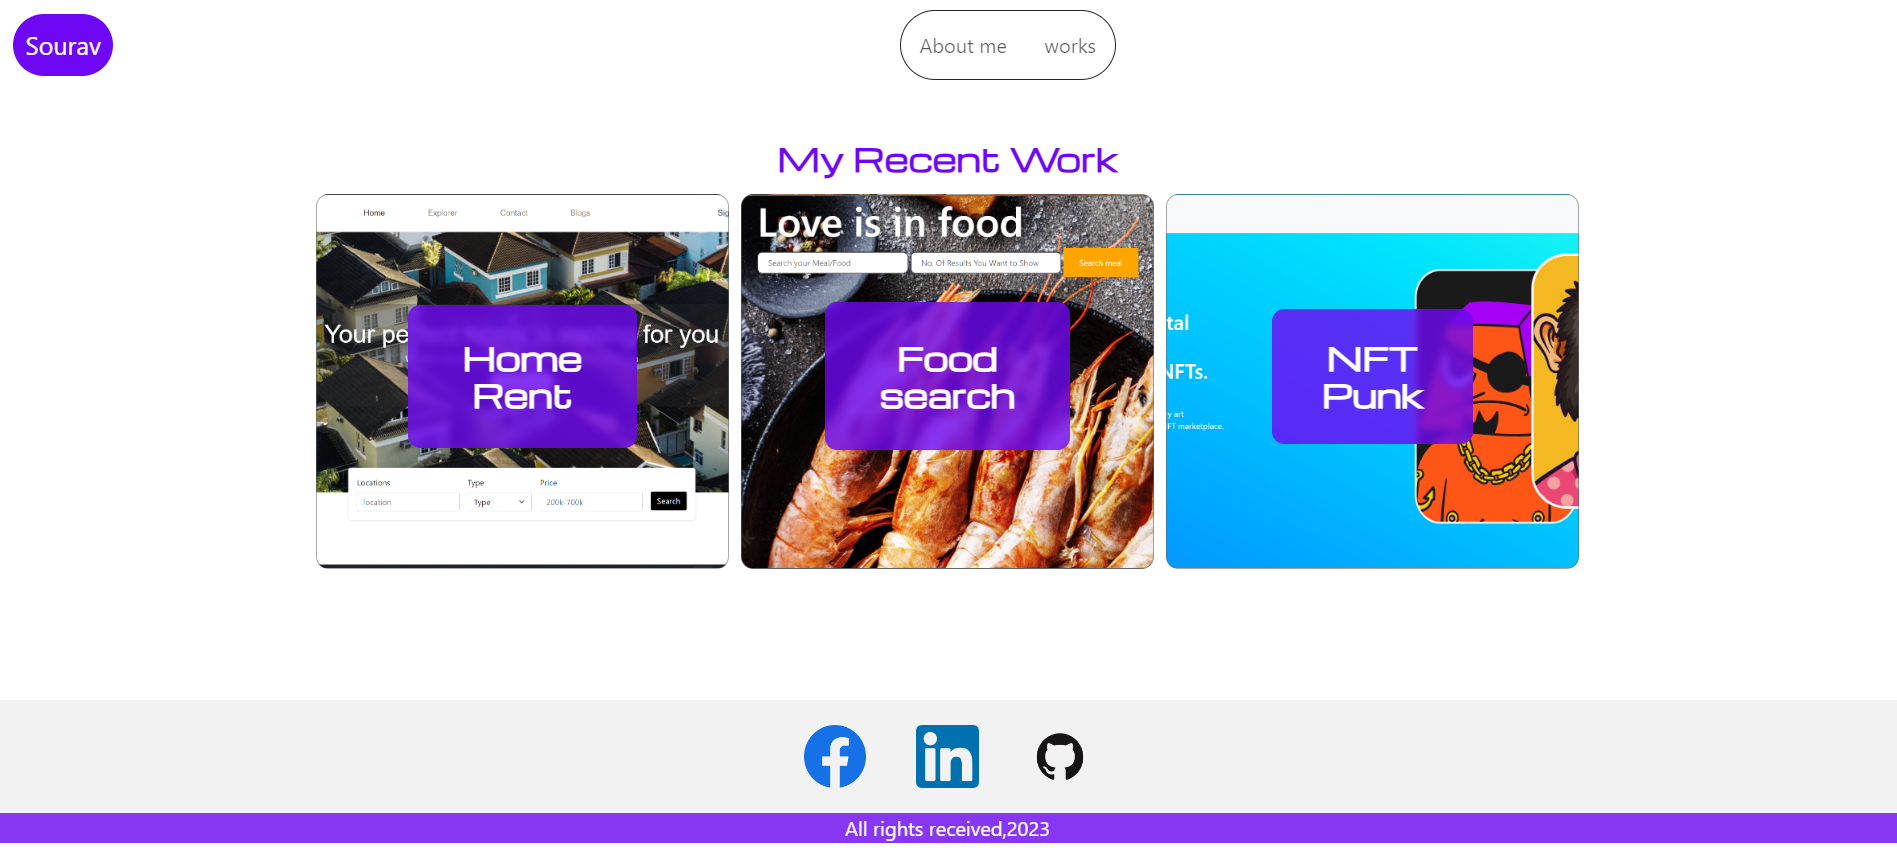 Sourav
About me works
My Recent Work
Home Explorer Contact Blogs
Your pe for you
Home
Rent
Locations Type Price
location Type 200k-700k Search
Love is in food
Search your Meal/Food No. Of Results You Want to Show Search meal
Food
search
tal
NFTs.
y art
FT marketplace.
NFT
Punk
All rights received,2023